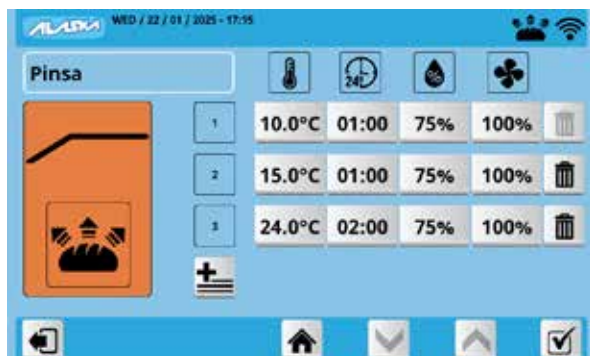 ALASKA WED / 22 / 01 / 2025 - 17:15
Pinsa
24h
%
1 10.0°C 01:00 75% 100%
2 15.0°C 01:00 75% 100%
3 24.0°C 02:00 75% 100%